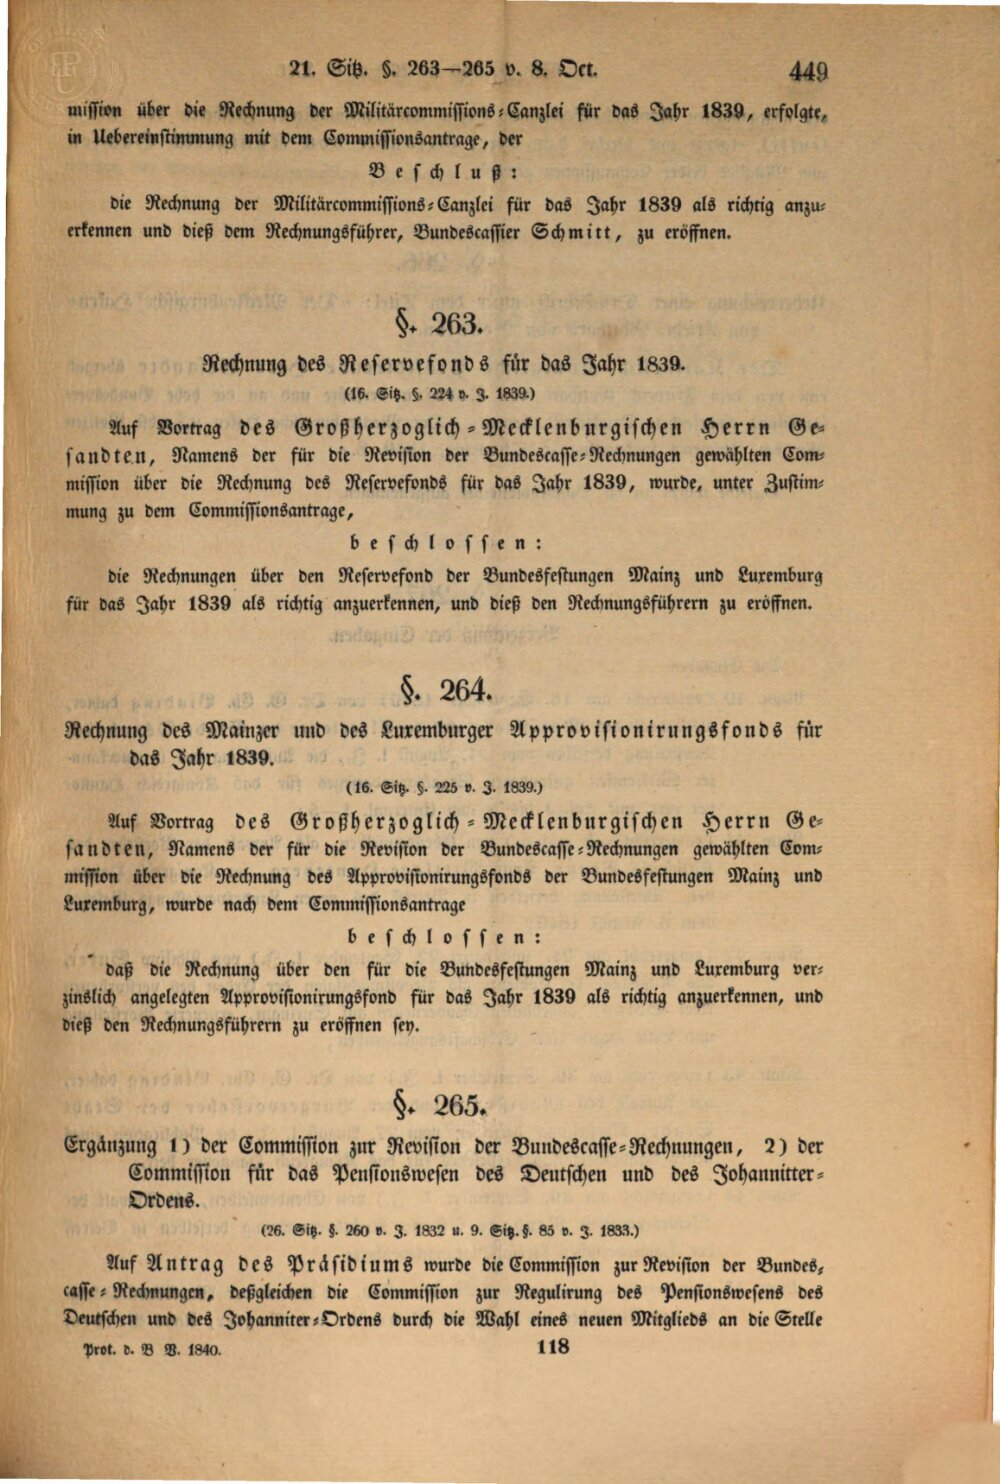 21. Sitz. §. 263—265 v. 8. Oct. 449
mission über die Rechnung der Militärcommissions-Canzlei für das Jahr 1839, erfolgte,
in Uebereinstimmung mit dem Commissionsantrage, der
Beschluß:
die Rechnung der Militärcommissions-Canzlei für das Jahr 1839 als richtig anzu-
erkennen und dieß dem Rechnungsführer, Bundescassier Schmitt, zu eröffnen.
§. 263.
Rechnung des Reservefonds für das Jahr 1839.
(16. Sitz. §. 224 v. J. 1839.)
Auf Vortrag des Großherzoglich-Mecklenburgischen Herrn Ge-
sandten, Namens der für die Revision der Bundescasse-Rechnungen gewählten Com-
mission über die Rechnung des Reservefonds für das Jahr 1839, wurde, unter Zustim-
mung zu dem Commissionsantrage,
beschlossen:
die Rechnungen über den Reservefond der Bundesfestungen Mainz und Luxemburg
für das Jahr 1839 als richtig anzuerkennen, und dieß den Rechnungsführern zu eröffnen.
§. 264.
Rechnung des Mainzer und des Luxemburger Approvisionirungsfonds für
das Jahr 1839.
(16. Sitz. §. 225 v. J. 1839.)
Auf Vortrag des Großherzoglich-Mecklenburgischen Herrn Ge-
sandten, Namens der für die Revision der Bundescasse-Rechnungen gewählten Com-
mission über die Rechnung des Approvisionirungsfonds der Bundesfestungen Mainz und
Luxemburg, wurde nach dem Commissionsantrage
beschlossen:
daß die Rechnung über den für die Bundesfestungen Mainz und Luxemburg ver-
zinslich angelegten Approvisionirungsfond für das Jahr 1839 als richtig anzuerkennen, und
dieß den Rechnungsführern zu eröffnen sey.
§. 265.
Ergänzung 1) der Commission zur Revision der Bundescasse-Rechnungen, 2) der
Commission für das Pensionswesen des Deutschen und des Johannitter-
Ordens.
(26. Sitz. §. 260 v. J. 1832 u. 9. Sitz. §. 85 v. J. 1833.)
Auf Antrag des Präsidiums wurde die Commission zur Revision der Bundes-
casse-Rechnungen, deßgleichen die Commission zur Regulirung des Pensionswesens des
Deutschen und des Johanniter-Ordens durch die Wahl eines neuen Mitglieds an die Stelle
Prot. d. B V. 1840. 118